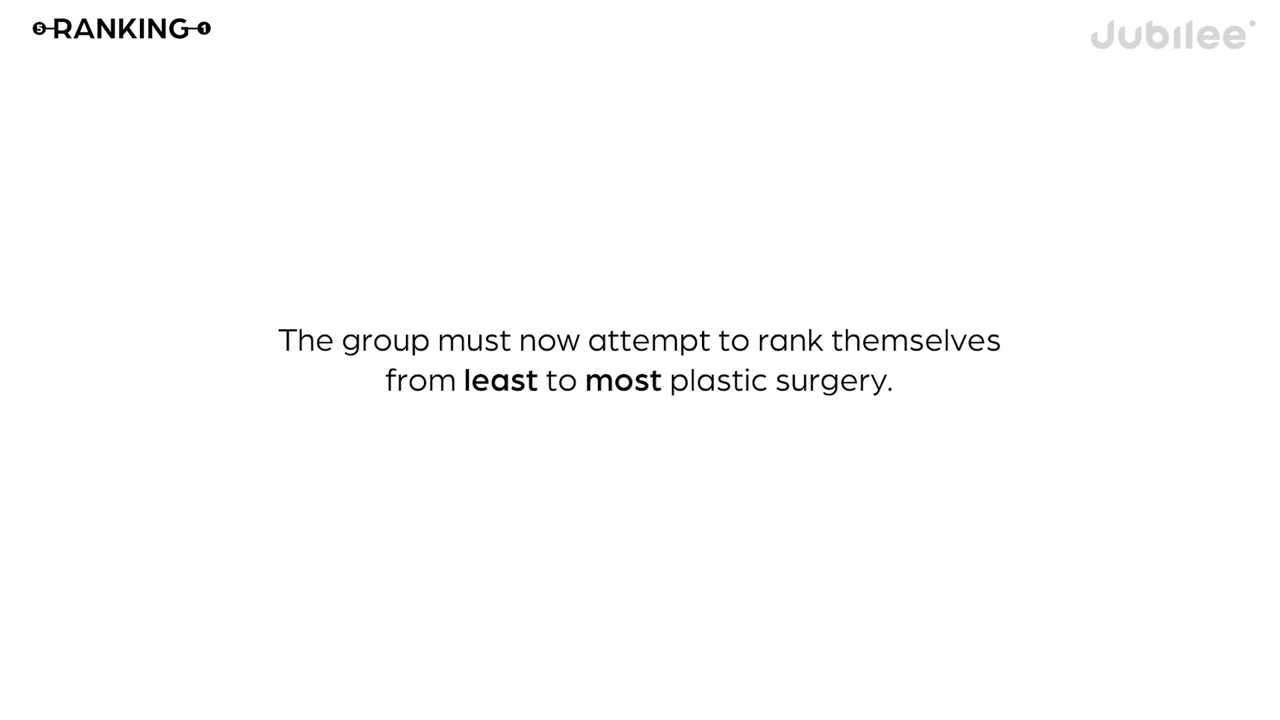 5 RANKING 1
Jubilee
The group must now attempt to rank themselves
from least to most plastic surgery.